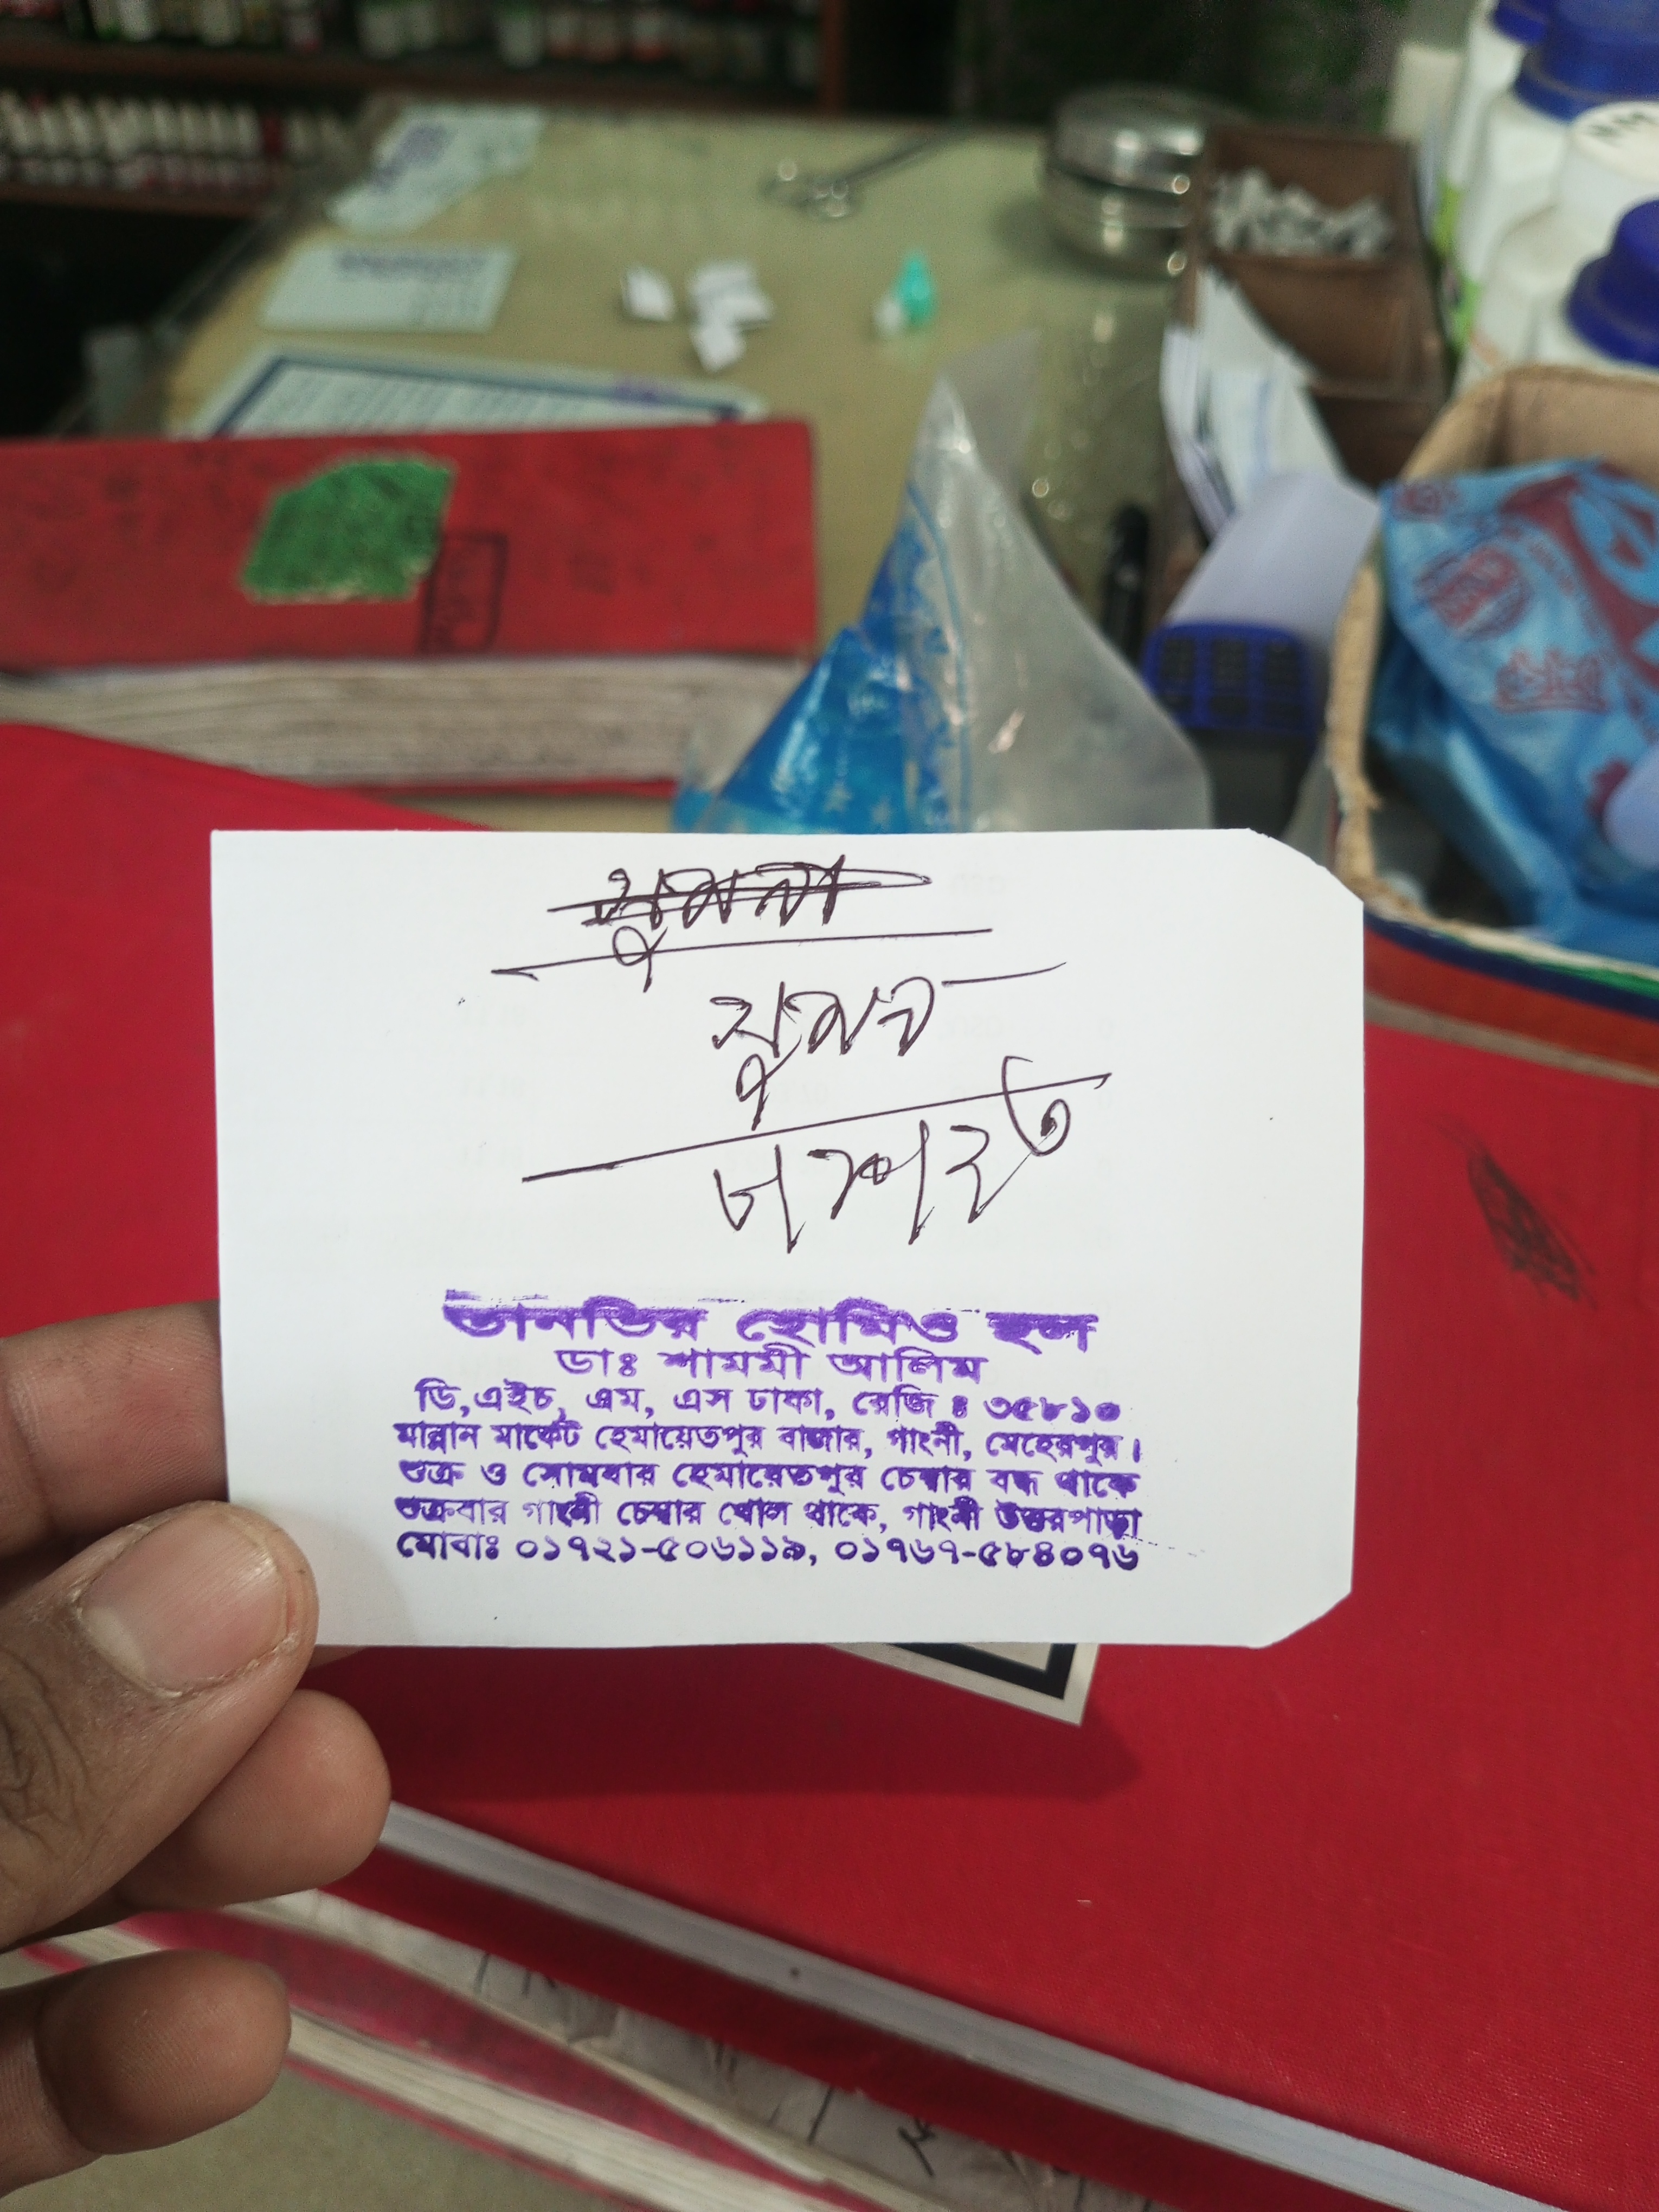 সুমনা
সুমন
তানভির হোমিও হল
ডাঃ শামমী আলিম
ডি,এইচ, এম, এস ঢাকা, রেজি ঃ ৩৫৮১০
মান্নান মার্কেট হেমায়েতপুর বাজার, গাংনী, মেহেরপুর।
শুক্র ও সোমবার হেমায়েতপুর চেম্বার বন্ধ থাকে
শুক্রবার গাংনী চেম্বার খোল থাকে, গাংনী উত্তরপাড়া
মোবাঃ ০১৭২১-৫০৬১১৯, ০১৭৬৭-৫৮৪০৭৬